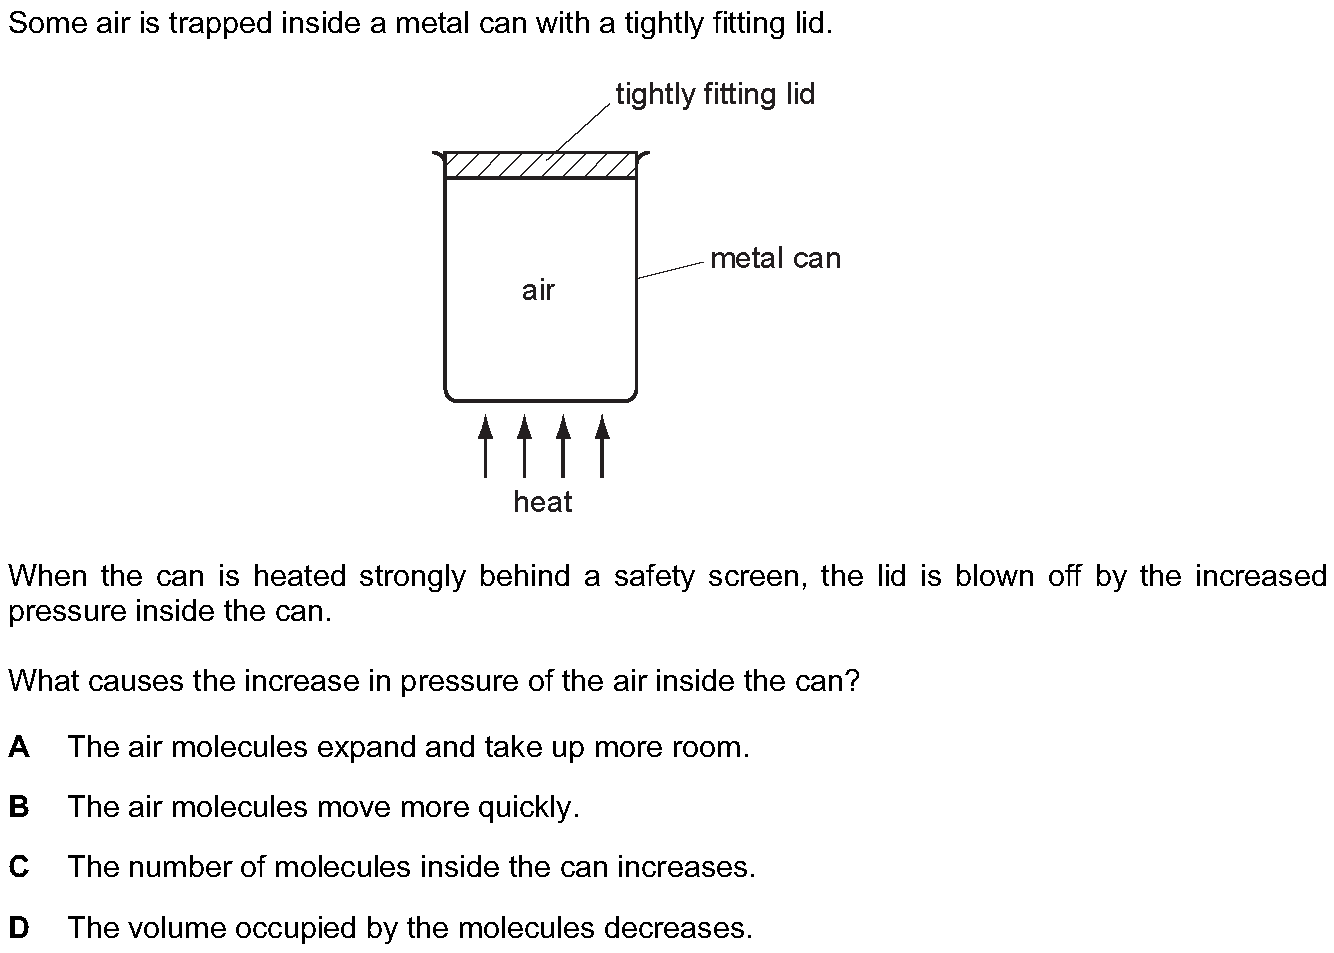 Some air is trapped inside a metal can with a tightly fitting lid.
tightly fitting lid
metal can
air
heat
When the can is heated strongly behind a safety screen, the lid is blown off by the increased
pressure inside the can.
What causes the increase in pressure of the air inside the can?
A The air molecules expand and take up more room.
B The air molecules move more quickly.
C The number of molecules inside the can increases.
D The volume occupied by the molecules decreases.